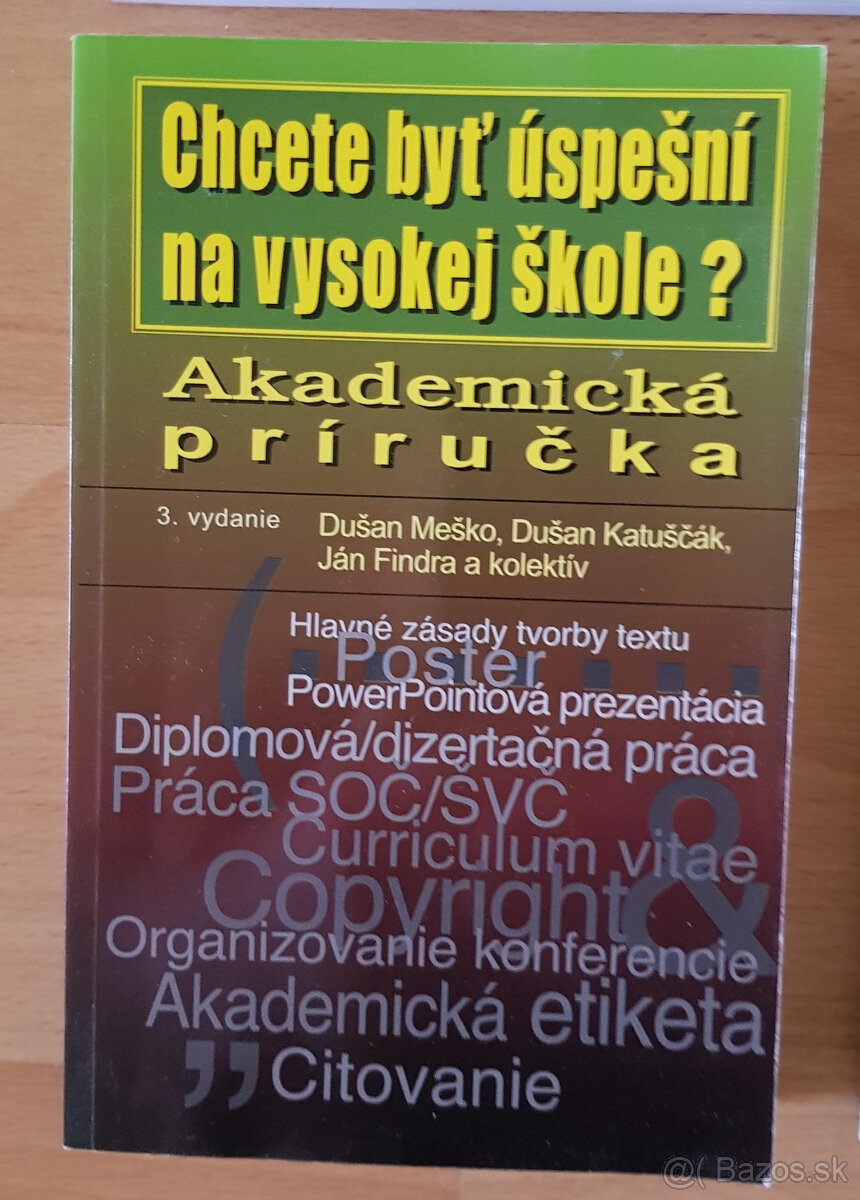 Chcete byť úspešní
na vysokej škole ?
Akademická
príručka
3. vydanie
Dušan Meško, Dušan Katuščák,
Ján Findra a kolektív
Hlavné zásady tvorby textu
Poster
PowerPointová prezentácia
Diplomová/dizertačná práca
Práca SOČ/ŠVČ
Curriculum vitae
Copyright &
Organizovanie konferencie
Akademická etiketa
” Citovanie
@( Bazos.sk